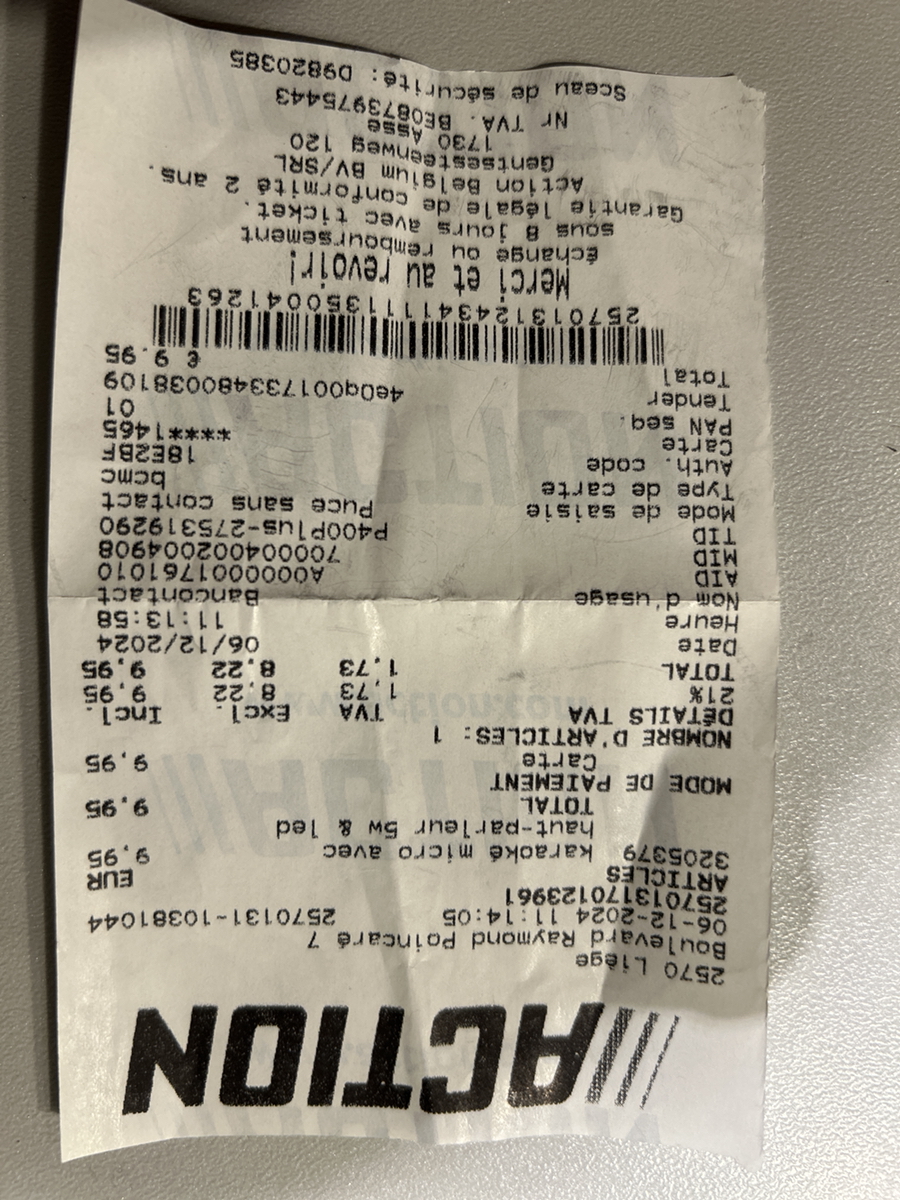 ACTION
2570 Liège
Boulevard Raymond Poincaré 7
06-12-2024 11:14:05 2570131-10381044
257013170123961
ARTICLES EUR
3205379 karaoké micro avec 9,95
haut-parleur 5w & led
TOTAL 9,95
MODE DE PAIEMENT
Carte 9,95
NOMBRE D'ARTICLES: 1
DÉTAILS TVA TVA Excl. Incl.
21% 1,73 8,22 9,95
TOTAL 1,73 8,22 9,95
Date 06/12/2024
Heure 11:13:58
Nom d'usage Bancontact
AID A0000001761010
MID 700004002004908
TID P400Plus-275319290
Mode de saisie Puce sans contact
Type de carte bcmc
Auth. code 18E2BF
Carte ****1465
PAN seq. 01
Tender 4e0q001733480038109
Total € 9.95
257013124341111350041263
Merci et au revoir!
Échange ou remboursement
sous 8 jours avec ticket.
Garantie légale de conformité 2 ans.
Action Belgium BV/SRL
Gentsesteenweg 120
1730 Asse
Nr TVA. BE0873975443
Sceau de sécurité: D9820385